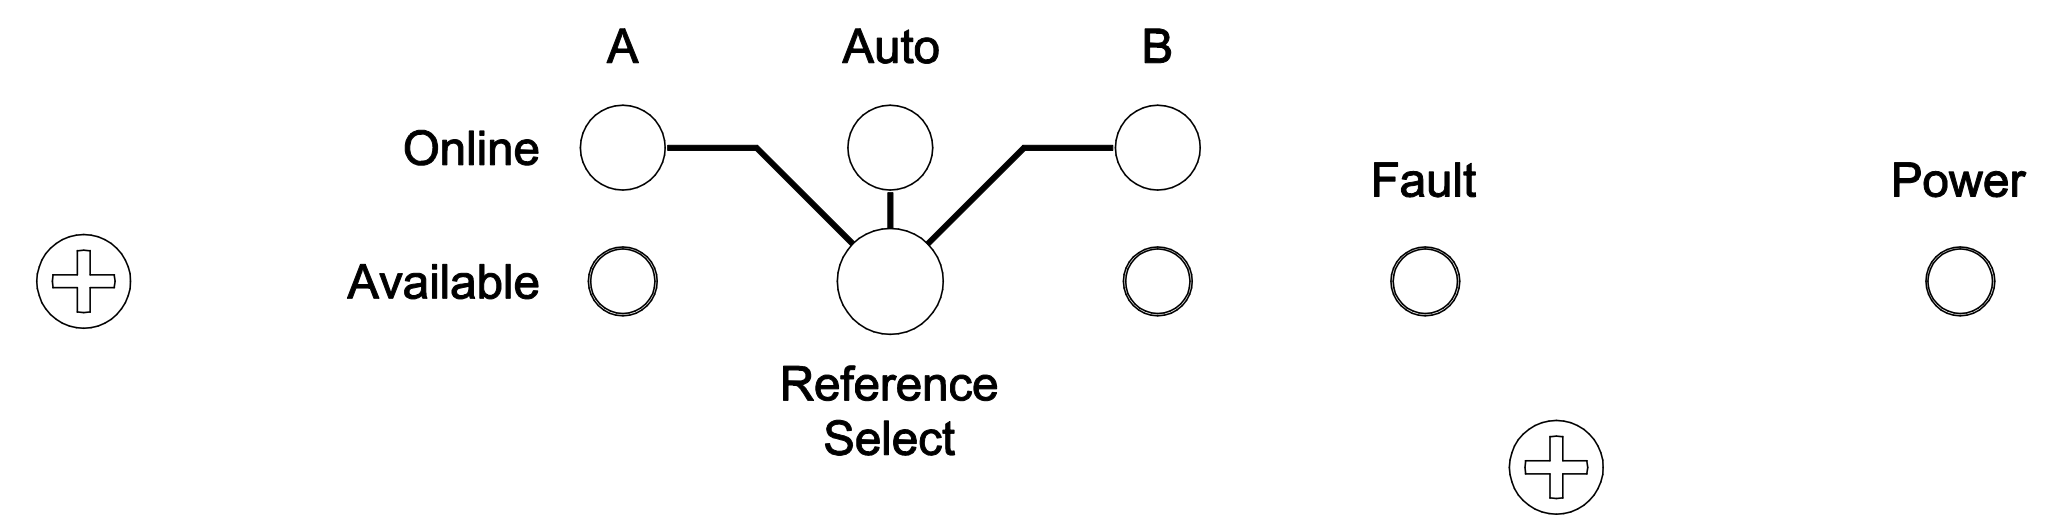 A Auto B
Online
Fault
Power
Available
Reference
Select